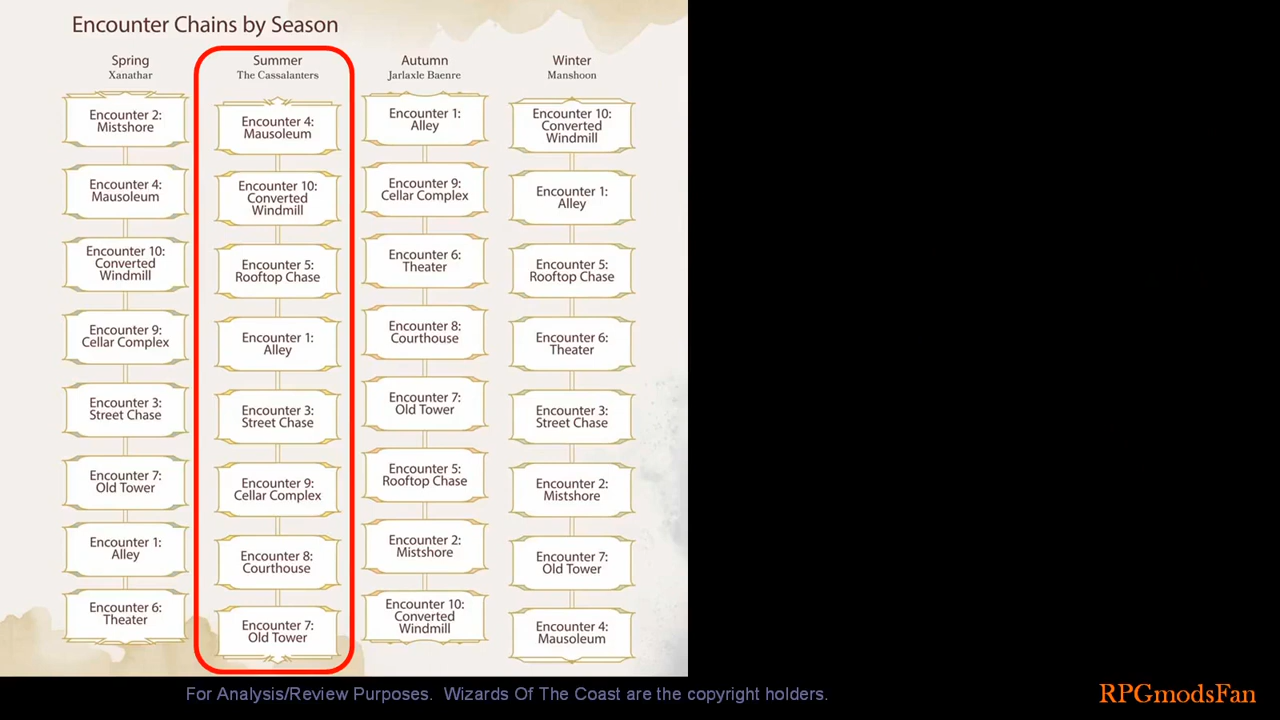 Encounter Chains by Season
Spring
Xanathar
Encounter 2:
Mistshore
Encounter 4:
Mausoleum
Encounter 10:
Converted
Windmill
Encounter 9:
Cellar Complex
Encounter 3:
Street Chase
Encounter 7:
Old Tower
Encounter 1:
Alley
Encounter 6:
Theater
Summer
The Cassalanters
Encounter 4:
Mausoleum
Encounter 10:
Converted
Windmill
Encounter 5:
Rooftop Chase
Encounter 1:
Alley
Encounter 3:
Street Chase
Encounter 9:
Cellar Complex
Encounter 8:
Courthouse
Encounter 7:
Old Tower
Autumn
Jarlaxle Baenre
Encounter 1:
Alley
Encounter 9:
Cellar Complex
Encounter 6:
Theater
Encounter 8:
Courthouse
Encounter 7:
Old Tower
Encounter 5:
Rooftop Chase
Encounter 2:
Mistshore
Encounter 10:
Converted
Windmill
Winter
Manshoon
Encounter 10:
Converted
Windmill
Encounter 1:
Alley
Encounter 5:
Rooftop Chase
Encounter 6:
Theater
Encounter 3:
Street Chase
Encounter 2:
Mistshore
Encounter 7:
Old Tower
Encounter 4:
Mausoleum
For Analysis/Review Purposes. Wizards Of The Coast are the copyright holders.
RPGmodsFan